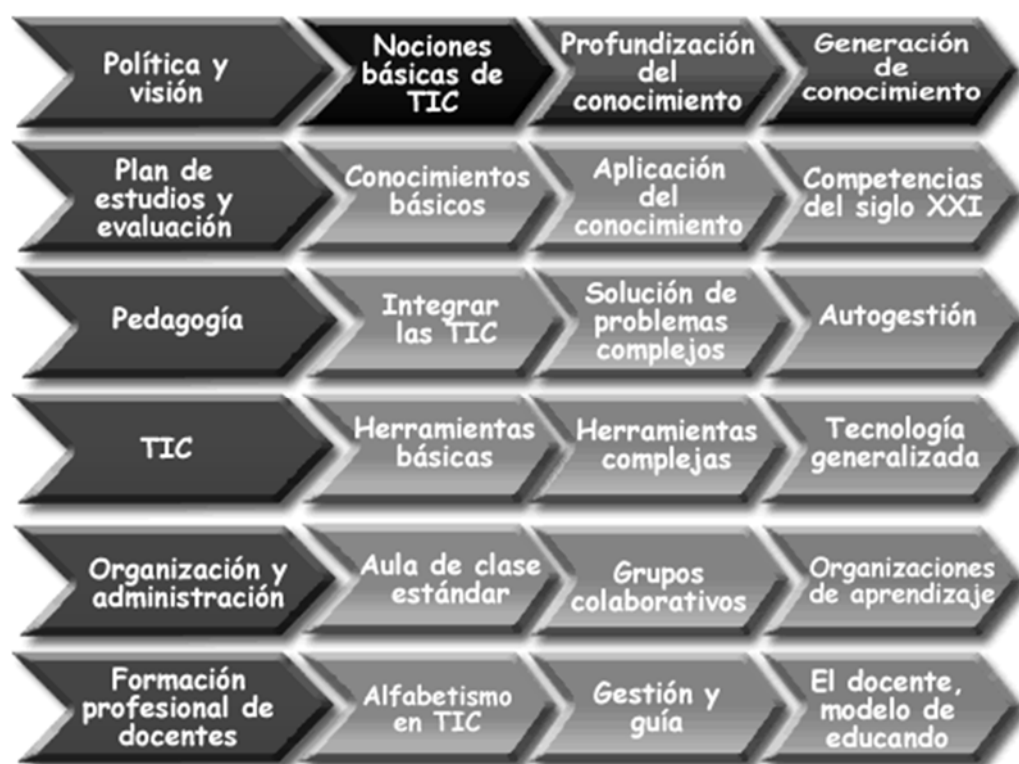 Política y
visión
Nociones
básicas de
TIC
Profundización
del
conocimiento
Generación
de
conocimiento
Plan de
estudios y
evaluación
Conocimientos
básicos
Aplicación
del
conocimiento
Competencias
del siglo XXI
Pedagogía
Integrar
las TIC
Solución de
problemas
complejos
Autogestión
TIC
Herramientas
básicas
Herramientas
complejas
Tecnología
generalizada
Organización y
administración
Aula de clase
estándar
Grupos
colaborativos
Organizaciones
de aprendizaje
Formación
profesional de
docentes
Alfabetismo
en TIC
Gestión y
guía
El docente,
modelo de
educando